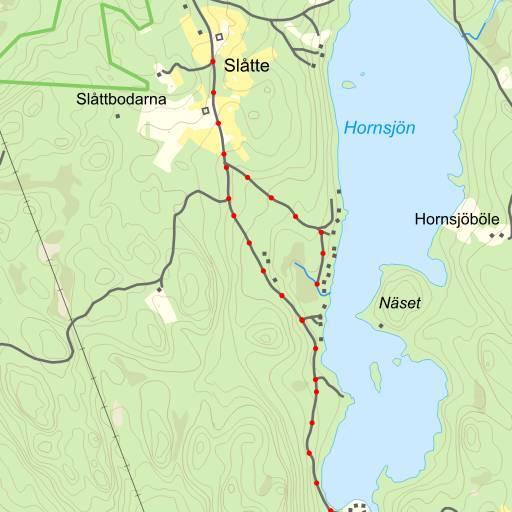 Slåtte
Slåttbodarna
Hornsjön
Hornsjöböle
Näset